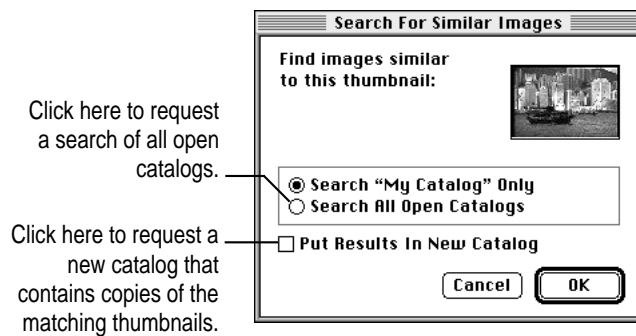 Search For Similar Images
Find images similar
to this thumbnail:
Click here to request
a search of all open
catalogs.
Search “My Catalog” Only
Search All Open Catalogs
Click here to request a
new catalog that
contains copies of the
matching thumbnails.
Put Results In New Catalog
Cancel
OK